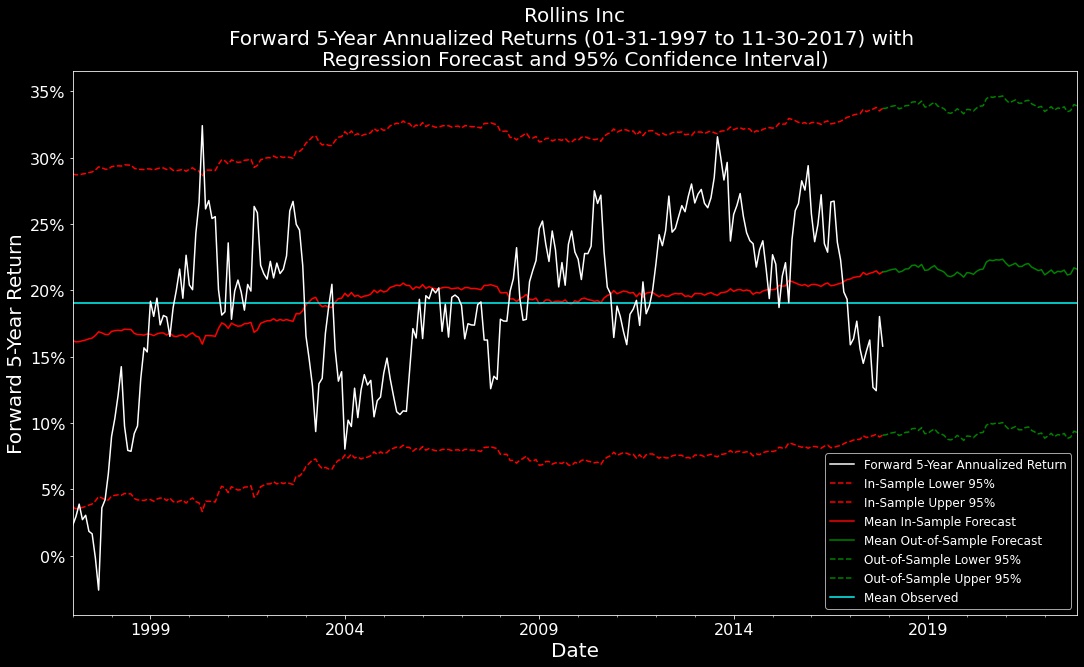 Rollins Inc
Forward 5-Year Annualized Returns (01-31-1997 to 11-30-2017) with
Regression Forecast and 95% Confidence Interval)
Forward 5-Year Return
35%
30%
25%
20%
15%
10%
5%
0%
1999
2004
2009
2014
2019
Date
Forward 5-Year Annualized Return
In-Sample Lower 95%
In-Sample Upper 95%
Mean In-Sample Forecast
Mean Out-of-Sample Forecast
Out-of-Sample Lower 95%
Out-of-Sample Upper 95%
Mean Observed